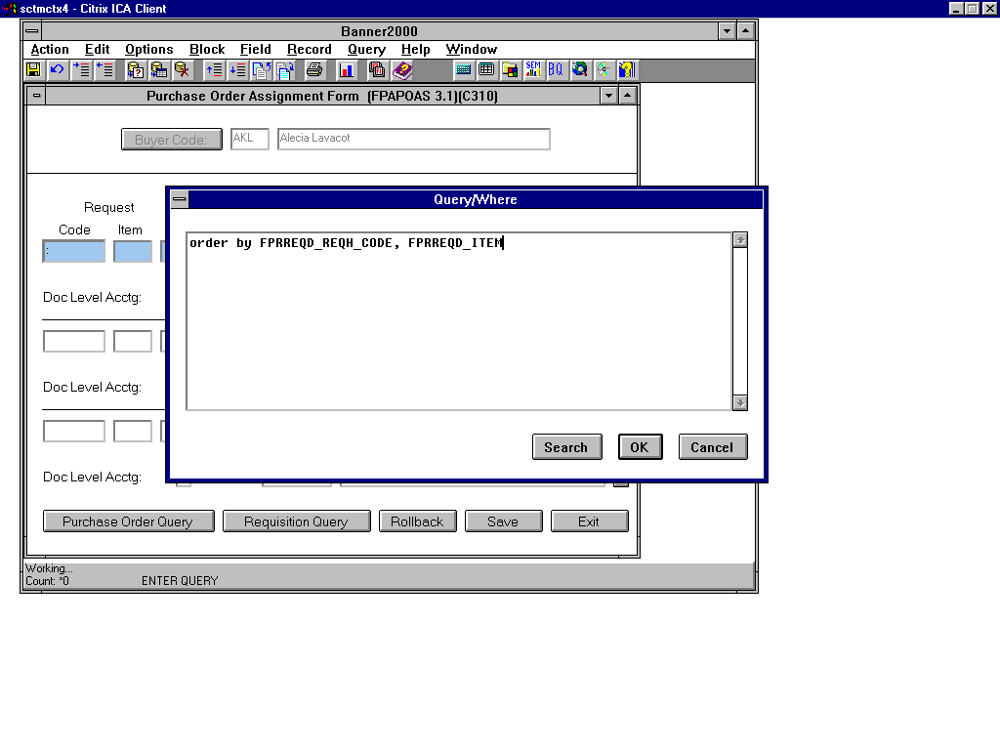 sctmctx4 - Citrix ICA Client
Banner2000
Action Edit Options Block Field Record Query Help Window
SEM
BQ
Purchase Order Assignment Form (FPAPOAS 3.1)(C310)
Buyer Code: AKL Alecia Lavacot
Request
Code Item
:
Query/Where
order by FPRREQD_REQH_CODE, FPRREQD_ITEM
Doc Level Acctg:
Doc Level Acctg:
Search OK Cancel
Doc Level Acctg:
Purchase Order Query Requisition Query Rollback Save Exit
Working...
Count: *0 ENTER QUERY